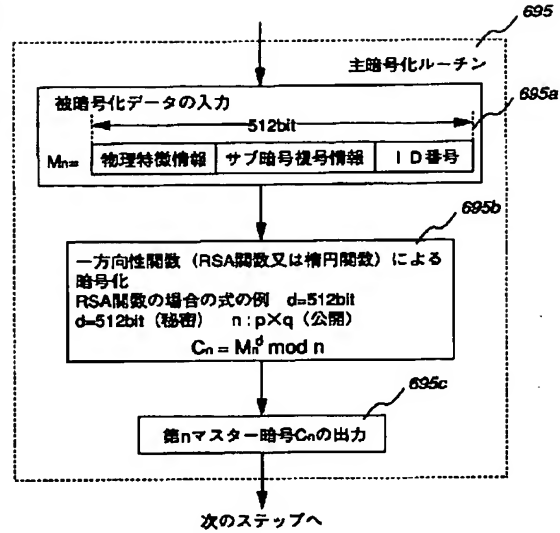 695
主暗号化ルーチン
695a
被暗号化データの入力
512bit
Mn= 物理特徴情報 サブ暗号復号情報 ID番号
695b
一方向性関数（RSA関数又は楕円関数）による
暗号化
RSA関数の場合の式の例 d=512bit
d=512bit（秘密） n：p×q（公開）
Cn = Mn^d mod n
695c
第nマスター暗号Cnの出力
次のステップへ